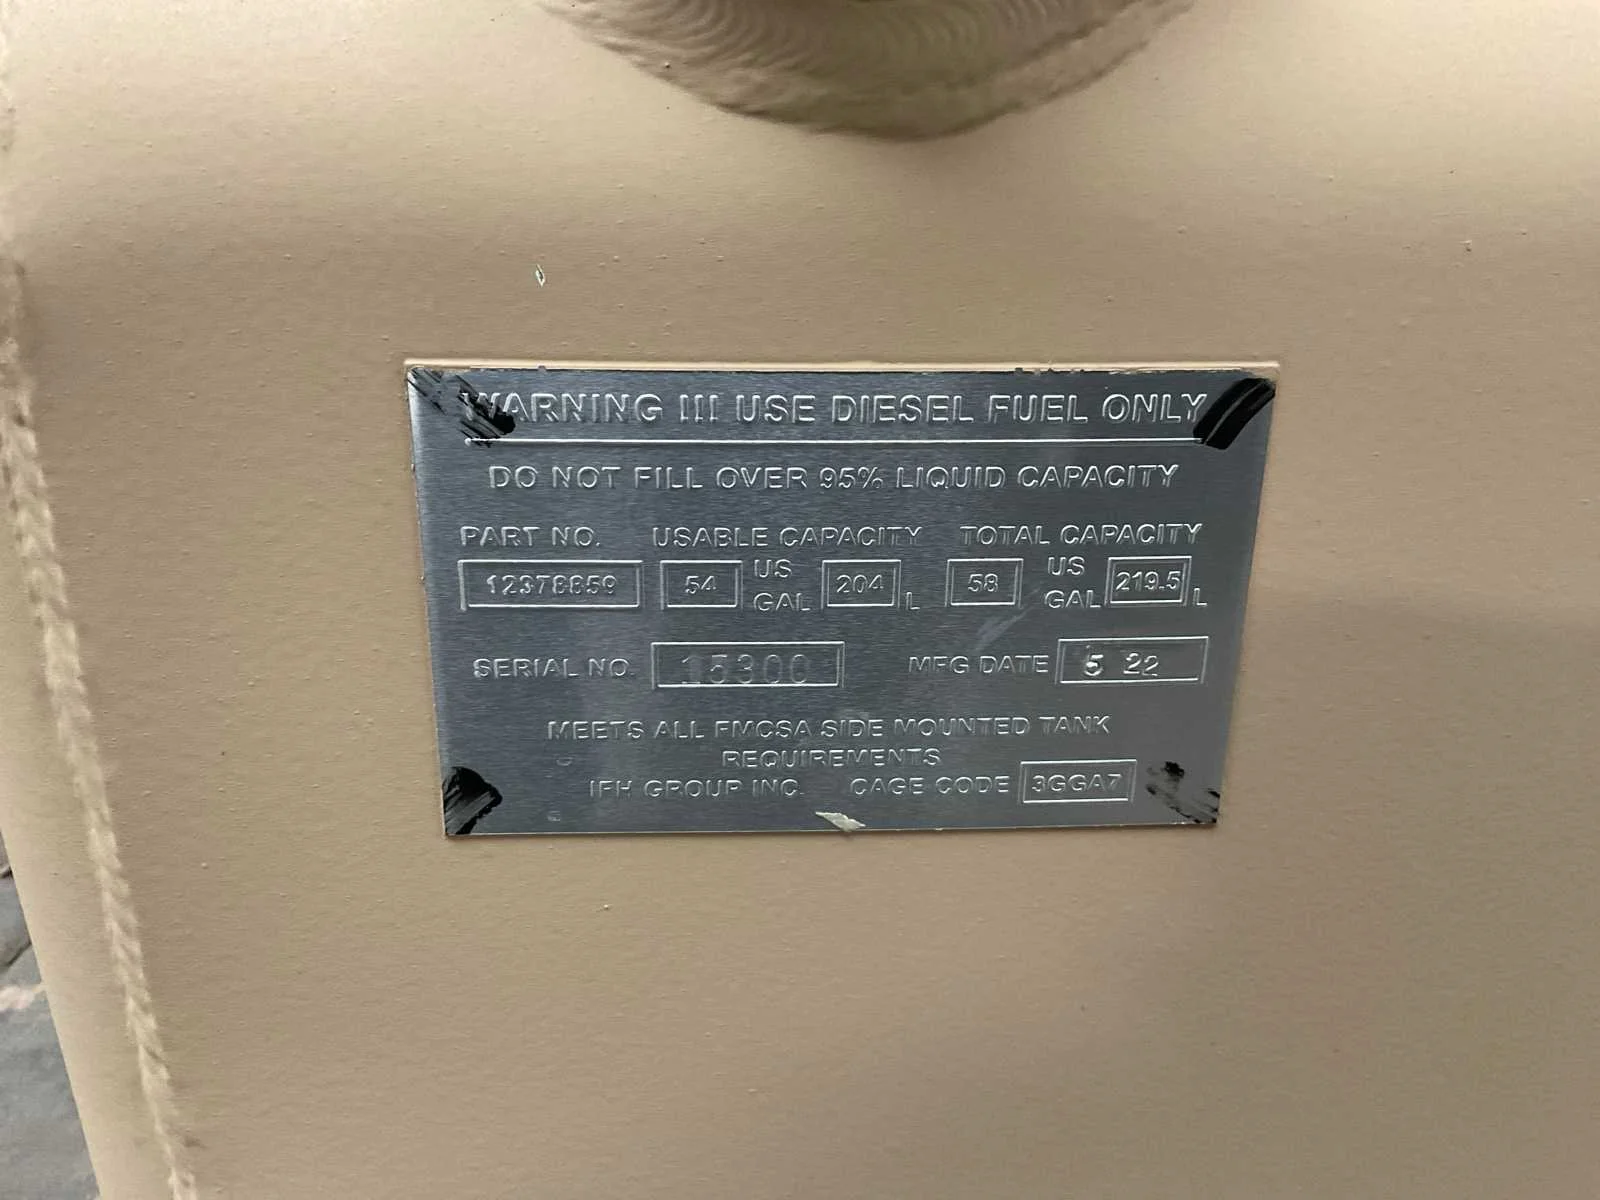 WARNING !!! USE DIESEL FUEL ONLY
DO NOT FILL OVER 95% LIQUID CAPACITY
PART NO. USABLE CAPACITY TOTAL CAPACITY
12378859 54 US GAL 204 L 58 US GAL 219.5 L
SERIAL NO. 15300 MFG DATE 5 22
MEETS ALL FMCSA SIDE MOUNTED TANK
REQUIREMENTS
IFH GROUP INC. CAGE CODE 3GGA7